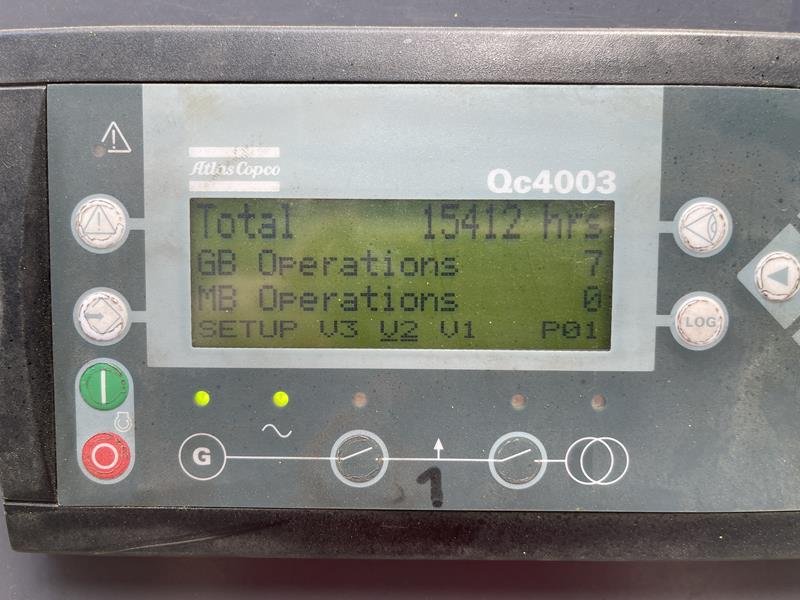 Atlas Copco
Qc4003
Total 15412 hrs
GB Operations 7
MB Operations 0
SETUP V3 V2 V1 P01
LOG
G
1